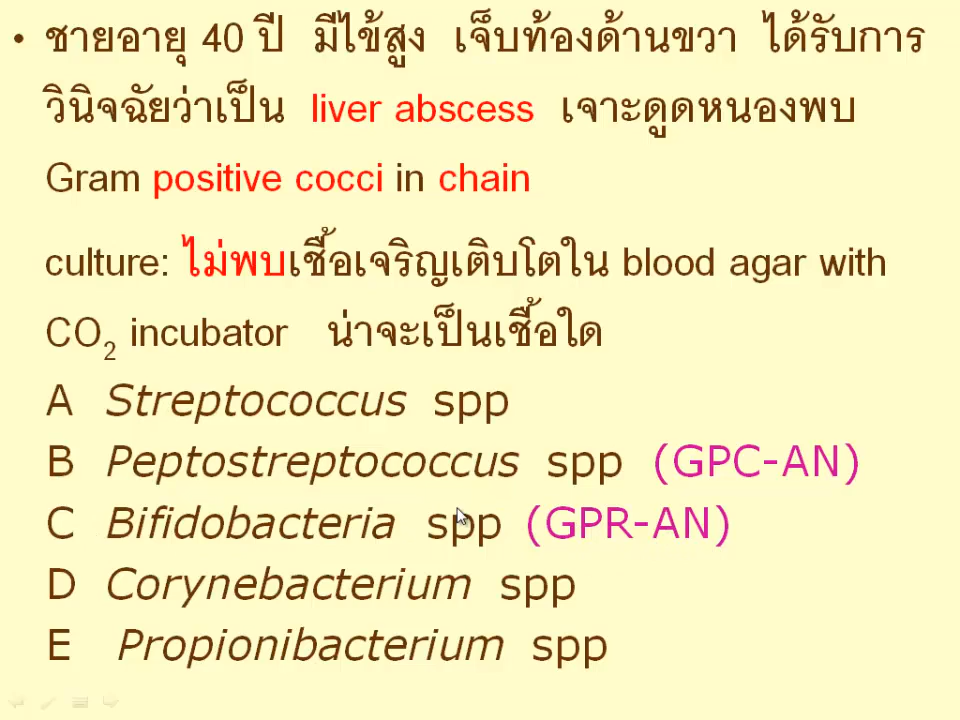 • ชายอายุ 40 ปี มีไข้สูง เจ็บท้องด้านขวา ได้รับการ
วินิจฉัยว่าเป็น liver abscess เจาะดูดหนองพบ
Gram positive cocci in chain
culture: ไม่พบเชื้อเจริญเติบโตใน blood agar with
CO2 incubator น่าจะเป็นเชื้อใด
A Streptococcus spp
B Peptostreptococcus spp (GPC-AN)
C Bifidobacteria spp (GPR-AN)
D Corynebacterium spp
E Propionibacterium spp